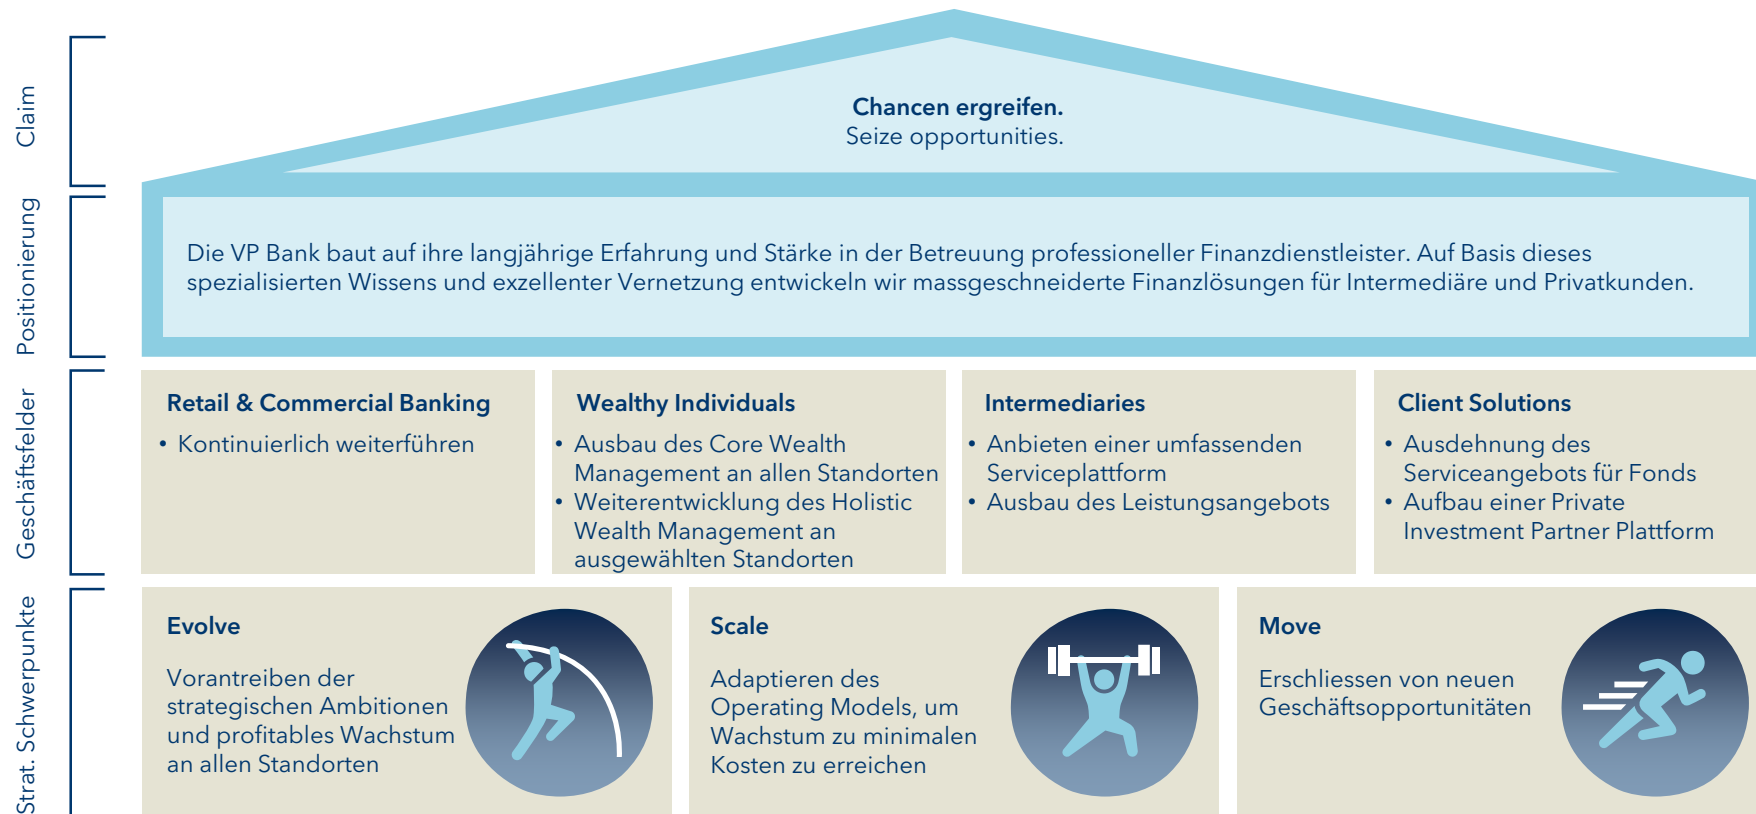 Claim
Chancen ergreifen.
Seize opportunities.
Positionierung
Die VP Bank baut auf ihre langjährige Erfahrung und Stärke in der Betreuung professioneller Finanzdienstleister. Auf Basis dieses
spezialisierten Wissens und exzellenter Vernetzung entwickeln wir massgeschneiderte Finanzlösungen für Intermediäre und Privatkunden.
Geschäftsfelder
Retail & Commercial Banking
• Kontinuierlich weiterführen
Wealthy Individuals
• Ausbau des Core Wealth
Management an allen Standorten
• Weiterentwicklung des Holistic
Wealth Management an
ausgewählten Standorten
Intermediaries
• Anbieten einer umfassenden
Serviceplattform
• Ausbau des Leistungsangebots
Client Solutions
• Ausdehnung des
Serviceangebots für Fonds
• Aufbau einer Private
Investment Partner Plattform
Strat. Schwerpunkte
Evolve
Vorantreiben der
strategischen Ambitionen
und profitables Wachstum
an allen Standorten
Scale
Adaptieren des
Operating Models, um
Wachstum zu minimalen
Kosten zu erreichen
Move
Erschliessen von neuen
Geschäftsopportunitäten